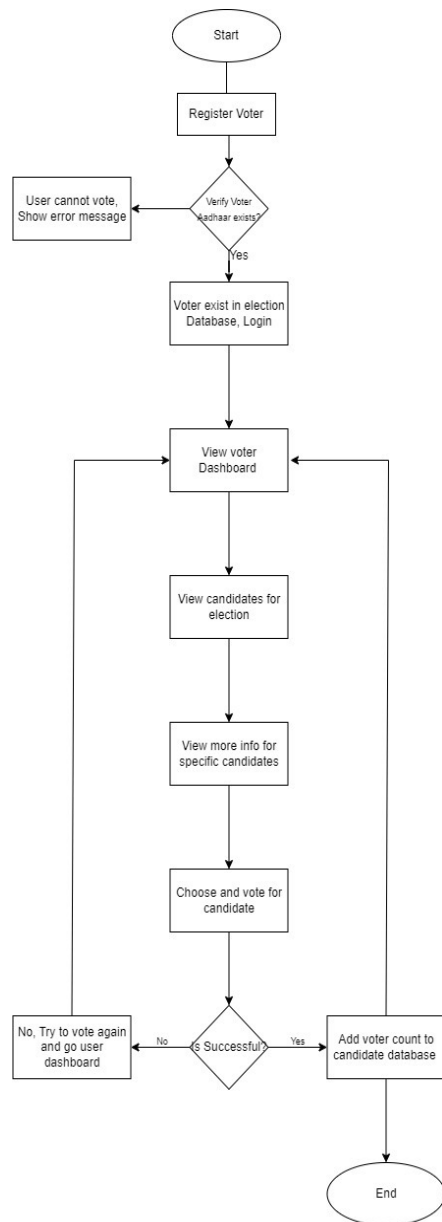 Start
Register Voter
Verify Voter
Aadhaar exists?
User cannot vote,
Show error message
Yes
Voter exist in election
Database, Login
View voter
Dashboard
View candidates for
election
View more info for
specific candidates
Choose and vote for
candidate
Is Successful?
No
Yes
No, Try to vote again
and go user
dashboard
Add voter count to
candidate database
End